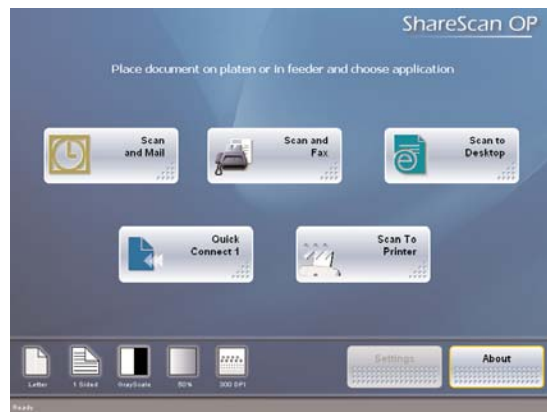 ShareScan OP
Place document on platen or in feeder and choose application
Scan
and Mail
Scan and
Fax
Scan to
Desktop
Quick
Connect 1
Scan To
Printer
Letter
1 Sided
GrayScale
50%
300 DPI
Settings
About
Ready